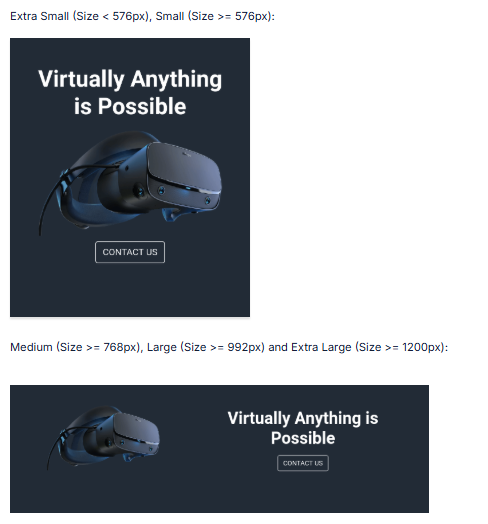 Extra Small (Size < 576px), Small (Size >= 576px):
Virtually Anything
is Possible
CONTACT US
Medium (Size >= 768px), Large (Size >= 992px) and Extra Large (Size >= 1200px):
Virtually Anything is
Possible
CONTACT US